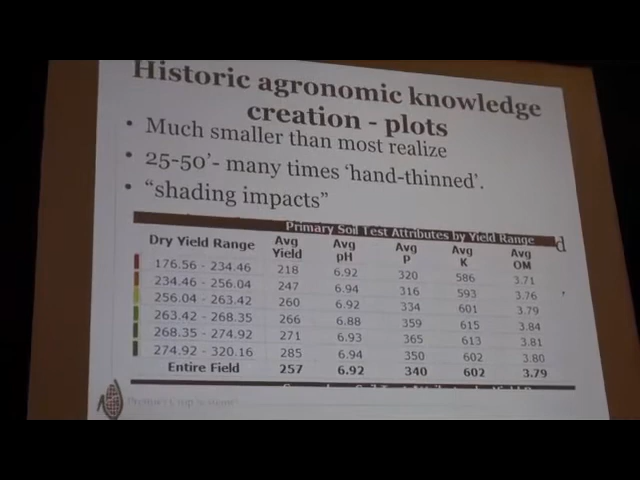 Historic agronomic knowledge
creation - plots
• Much smaller than most realize
• 25-50'- many times 'hand-thinned'.
• "shading impacts"
Primary Soil Test Attributes by Yield Range
Dry Yield Range Avg Yield Avg pH Avg P Avg K Avg OM
176.56 - 234.46 218 6.92 320 586 3.71
234.46 - 256.04 247 6.94 316 593 3.76
256.04 - 263.42 260 6.92 334 601 3.79
263.42 - 268.35 266 6.88 359 615 3.84
268.35 - 274.92 271 6.93 365 613 3.81
274.92 - 320.16 285 6.94 350 602 3.80
Entire Field 257 6.92 340 602 3.79